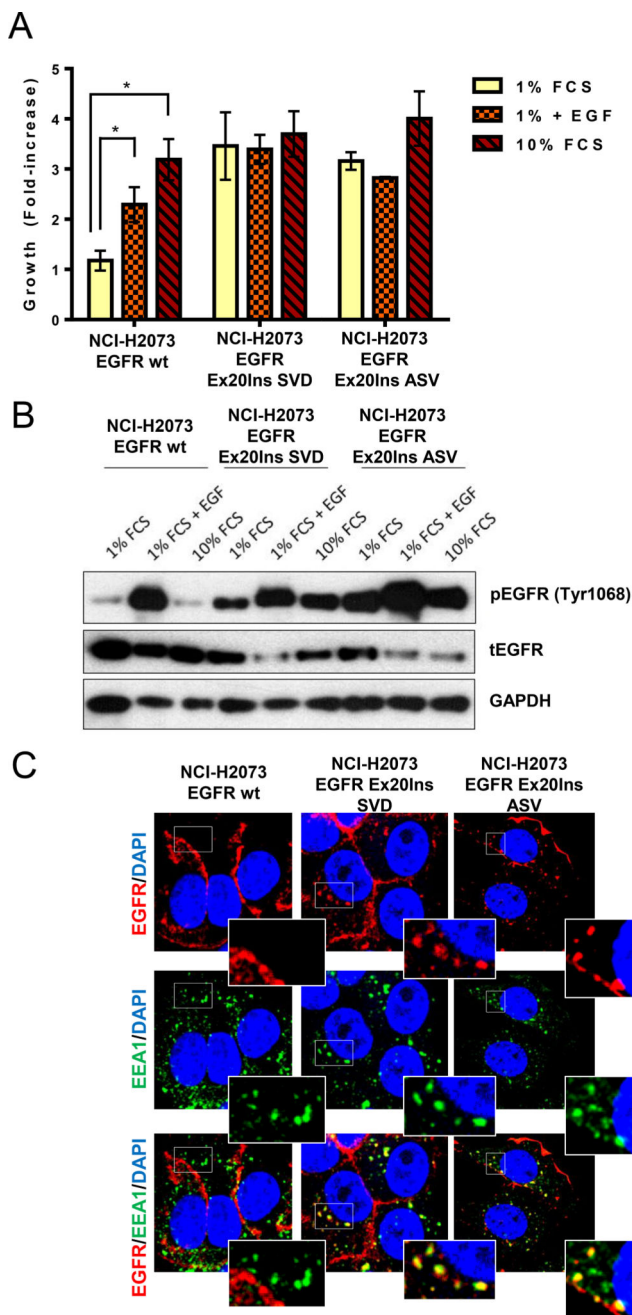 A
Growth (Fold-increase)
5
4
3
2
1
0
*
*
1% FCS
1% + EGF
10% FCS
NCI-H2073
EGFR wt
NCI-H2073
EGFR
Ex20Ins SVD
NCI-H2073
EGFR
Ex20Ins ASV
B
NCI-H2073
EGFR wt
NCI-H2073
EGFR
Ex20Ins SVD
NCI-H2073
EGFR
Ex20Ins ASV
1% FCS
1% FCS + EGF
10% FCS
1% FCS
1% FCS + EGF
10% FCS
1% FCS
1% FCS + EGF
10% FCS
pEGFR (Tyr1068)
tEGFR
GAPDH
C
NCI-H2073
EGFR wt
NCI-H2073
EGFR Ex20Ins
SVD
NCI-H2073
EGFR Ex20Ins
ASV
EGFR/DAPI
EEA1/DAPI
EGFR/EEA1/DAPI